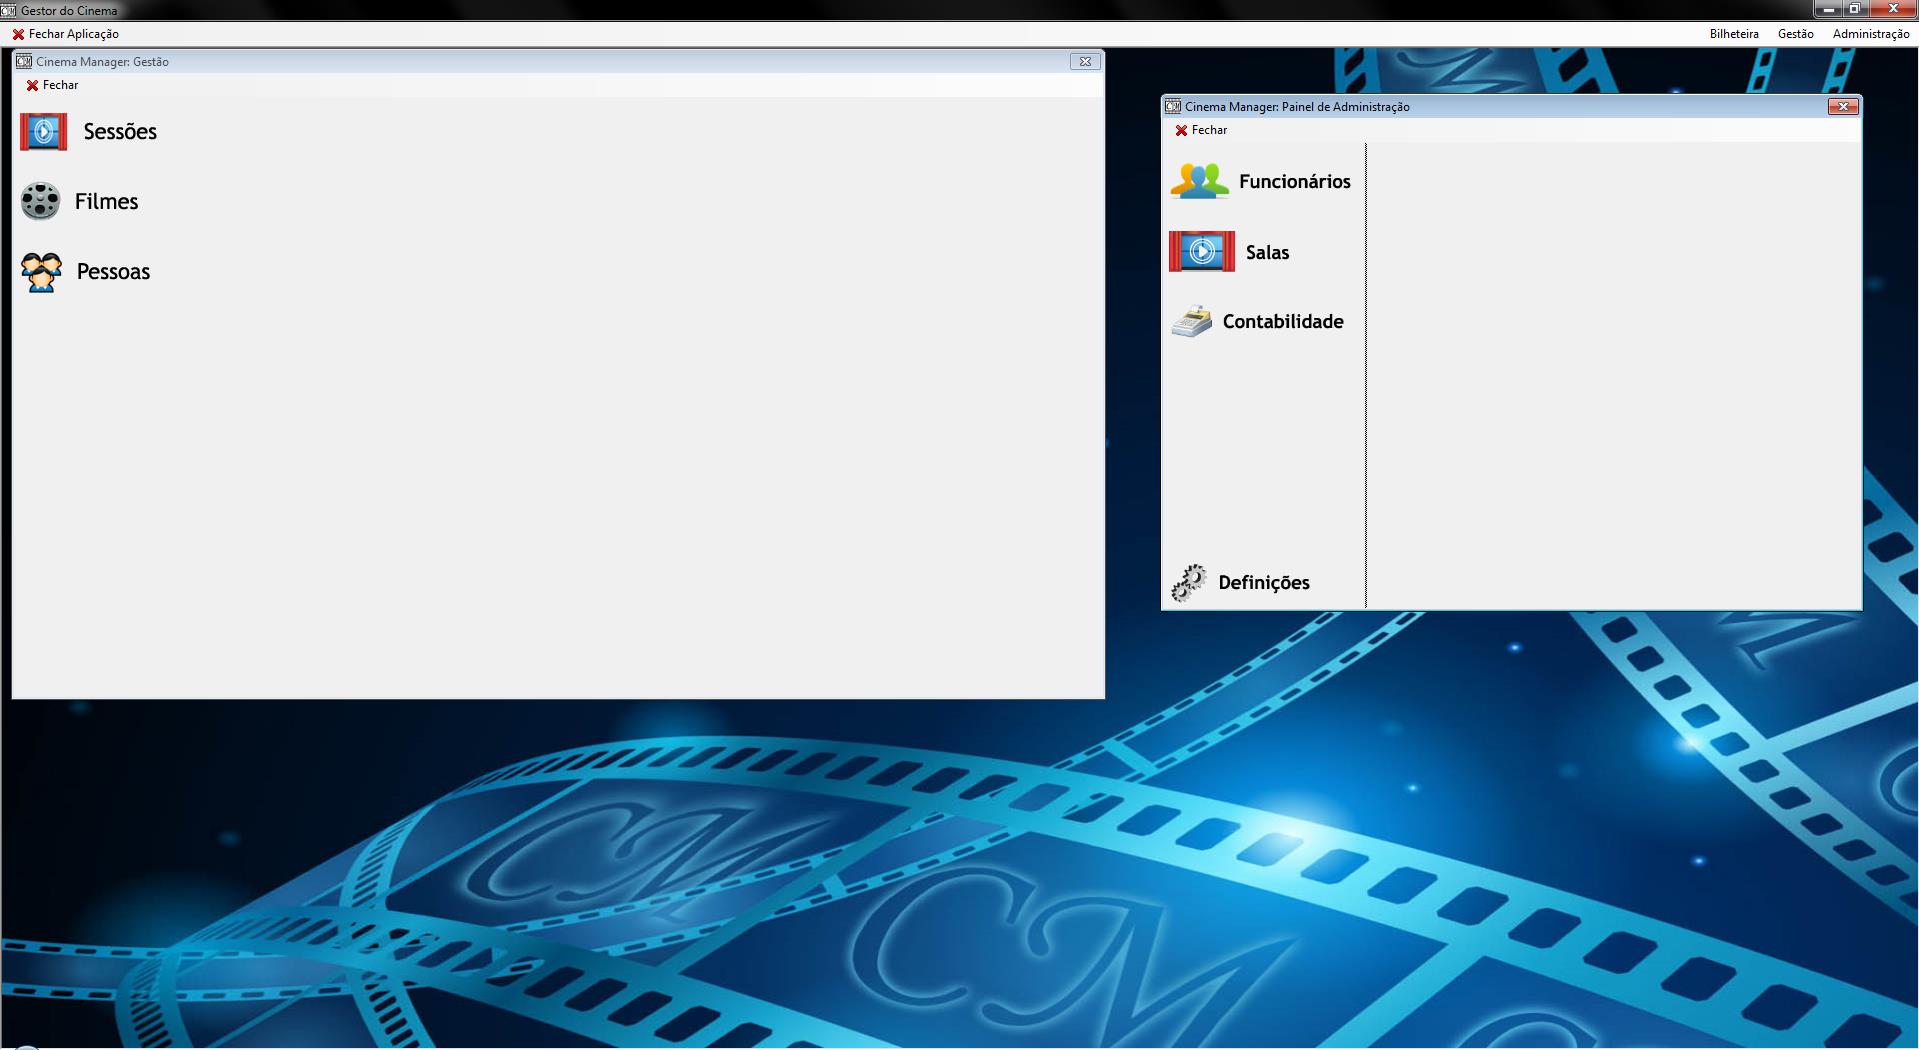 Gestor do Cinema
Fechar Aplicação
Bilheteira Gestão Administração
Cinema Manager: Gestão
Fechar
Sessões
Filmes
Pessoas
Cinema Manager: Painel de Administração
Fechar
Funcionários
Salas
Contabilidade
Definições
CM
CM